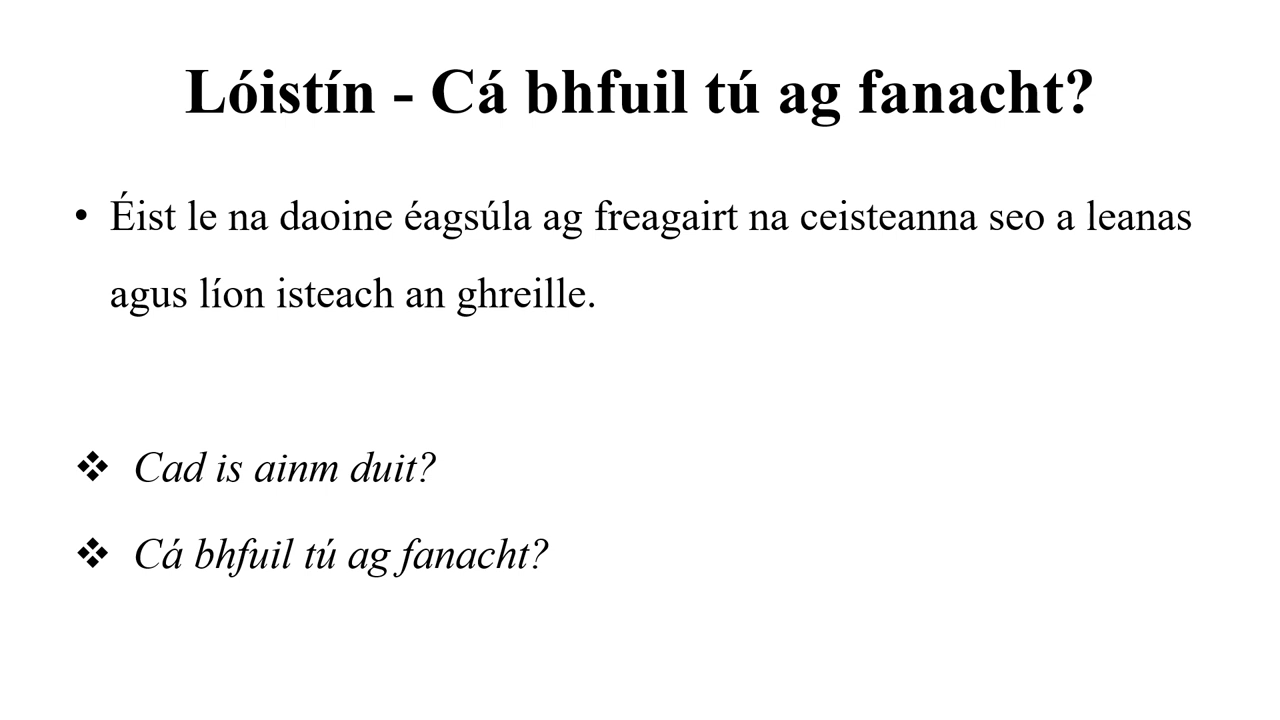 Lóistín - Cá bhfuil tú ag fanacht?
• Éist le na daoine éagsúla ag freagairt na ceisteanna seo a leanas
agus líon isteach an ghreille.
❖ Cad is ainm duit?
❖ Cá bhfuil tú ag fanacht?